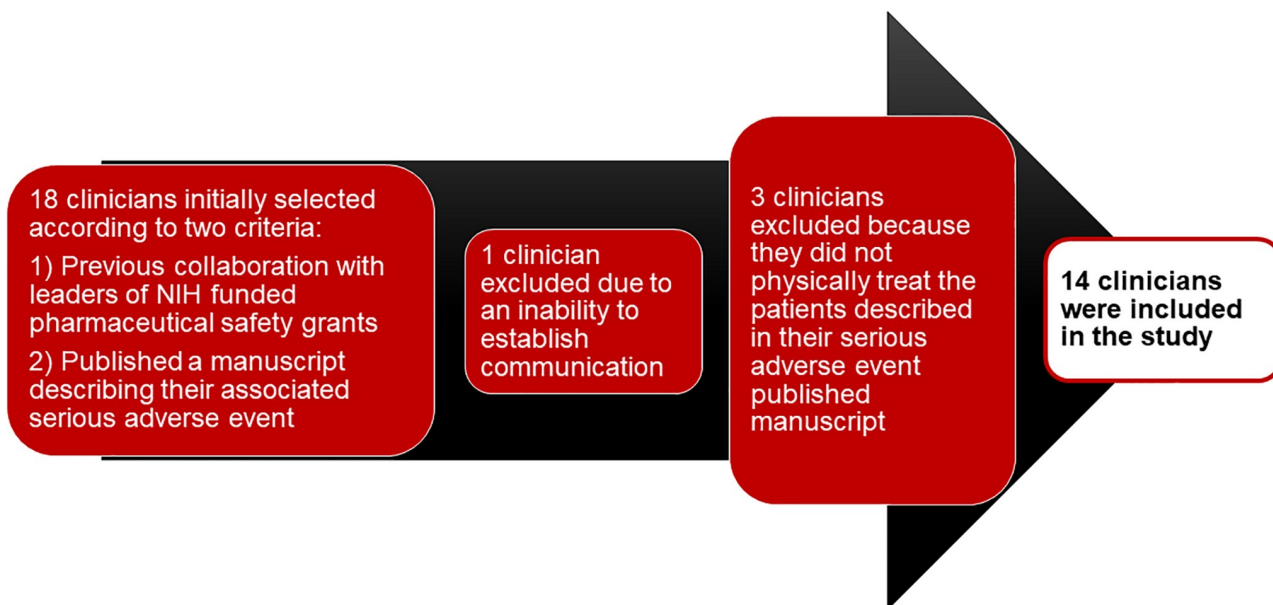 18 clinicians initially selected
according to two criteria:
1) Previous collaboration with
leaders of NIH funded
pharmaceutical safety grants
2) Published a manuscript
describing their associated
serious adverse event
1 clinician
excluded due to
an inability to
establish
communication
3 clinicians
excluded because
they did not
physically treat the
patients described
in their serious
adverse event
published
manuscript
14 clinicians
were included
in the study